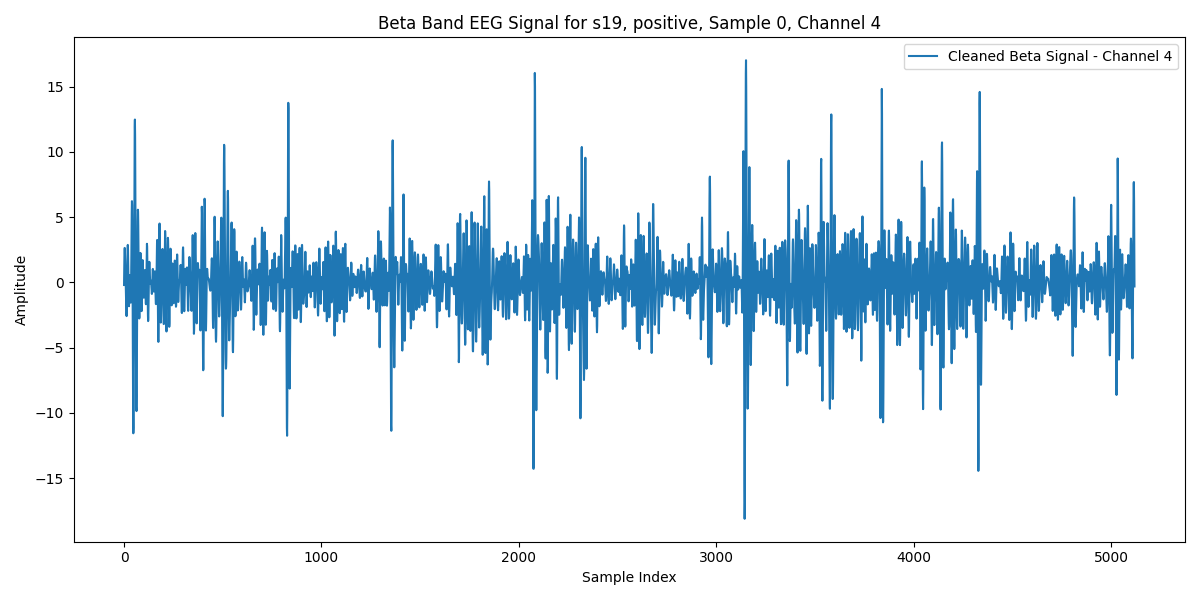 Beta Band EEG Signal for s19, positive, Sample 0, Channel 4
Cleaned Beta Signal - Channel 4
15
10
5
0
−5
−10
−15
Amplitude
0 1000 2000 3000 4000 5000
Sample Index